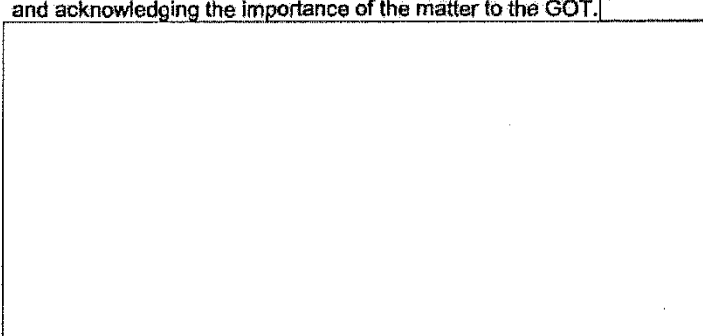 and acknowledging the importance of the matter to the GOT.